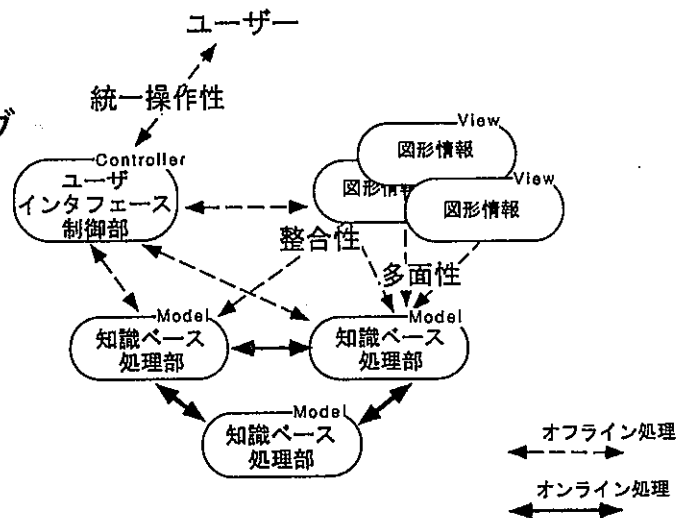 ユーザー
統一操作性
グ
Controller
ユーザ
インタフェース
制御部
View
図形情報
図形情報
View
図形情報
整合性
多面性
Model
知識ベース
処理部
Model
知識ベース
処理部
Model
知識ベース
処理部
オフライン処理
オンライン処理